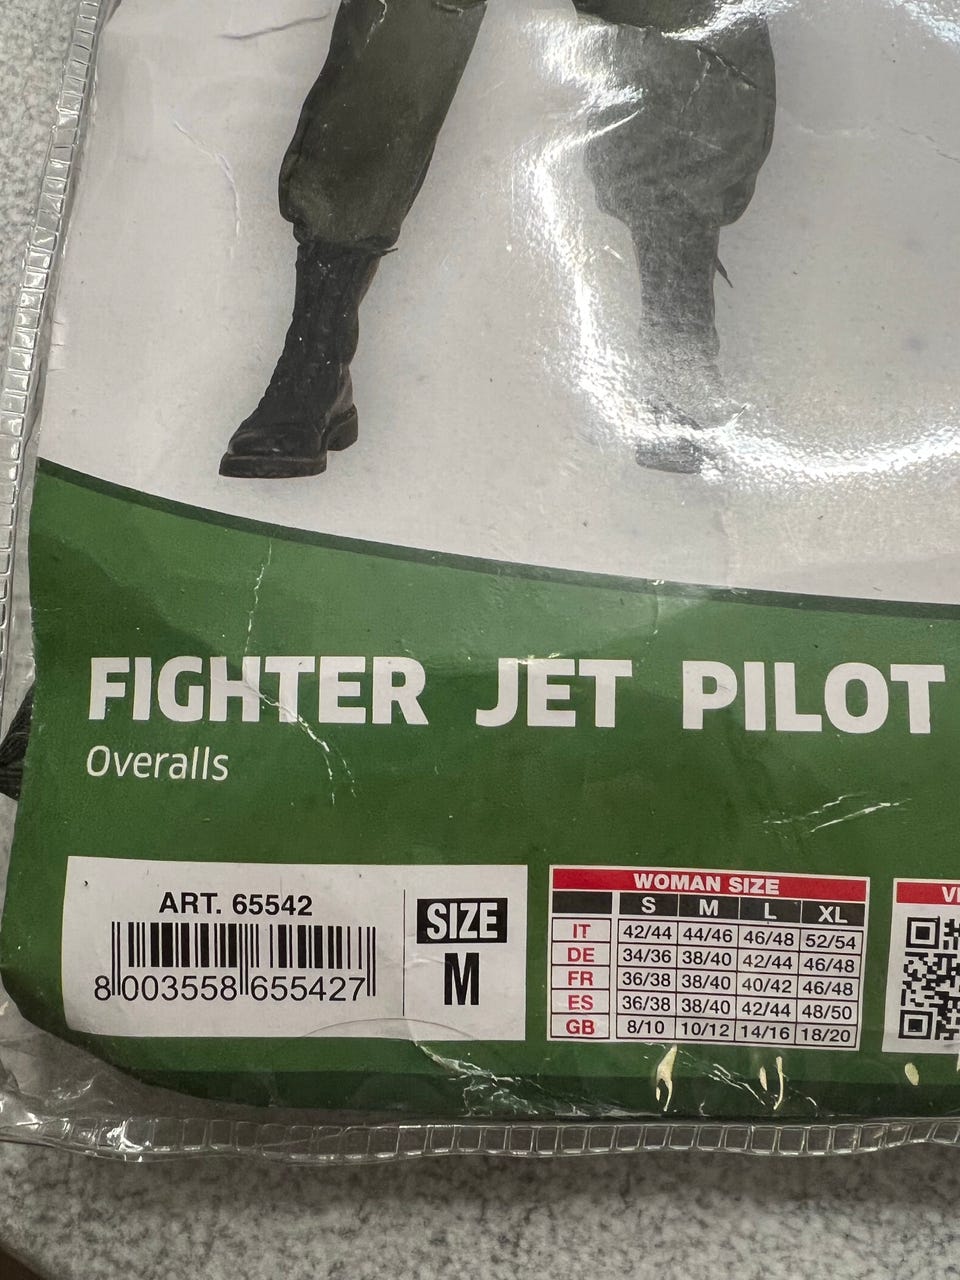 FIGHTER JET PILOT
Overalls
ART. 65542
8 003558 655427
SIZE
M
WOMAN SIZE
S M L XL
IT 42/44 44/46 46/48 52/54
DE 34/36 38/40 42/44 46/48
FR 36/38 38/40 40/42 46/48
ES 36/38 38/40 42/44 48/50
GB 8/10 10/12 14/16 18/20